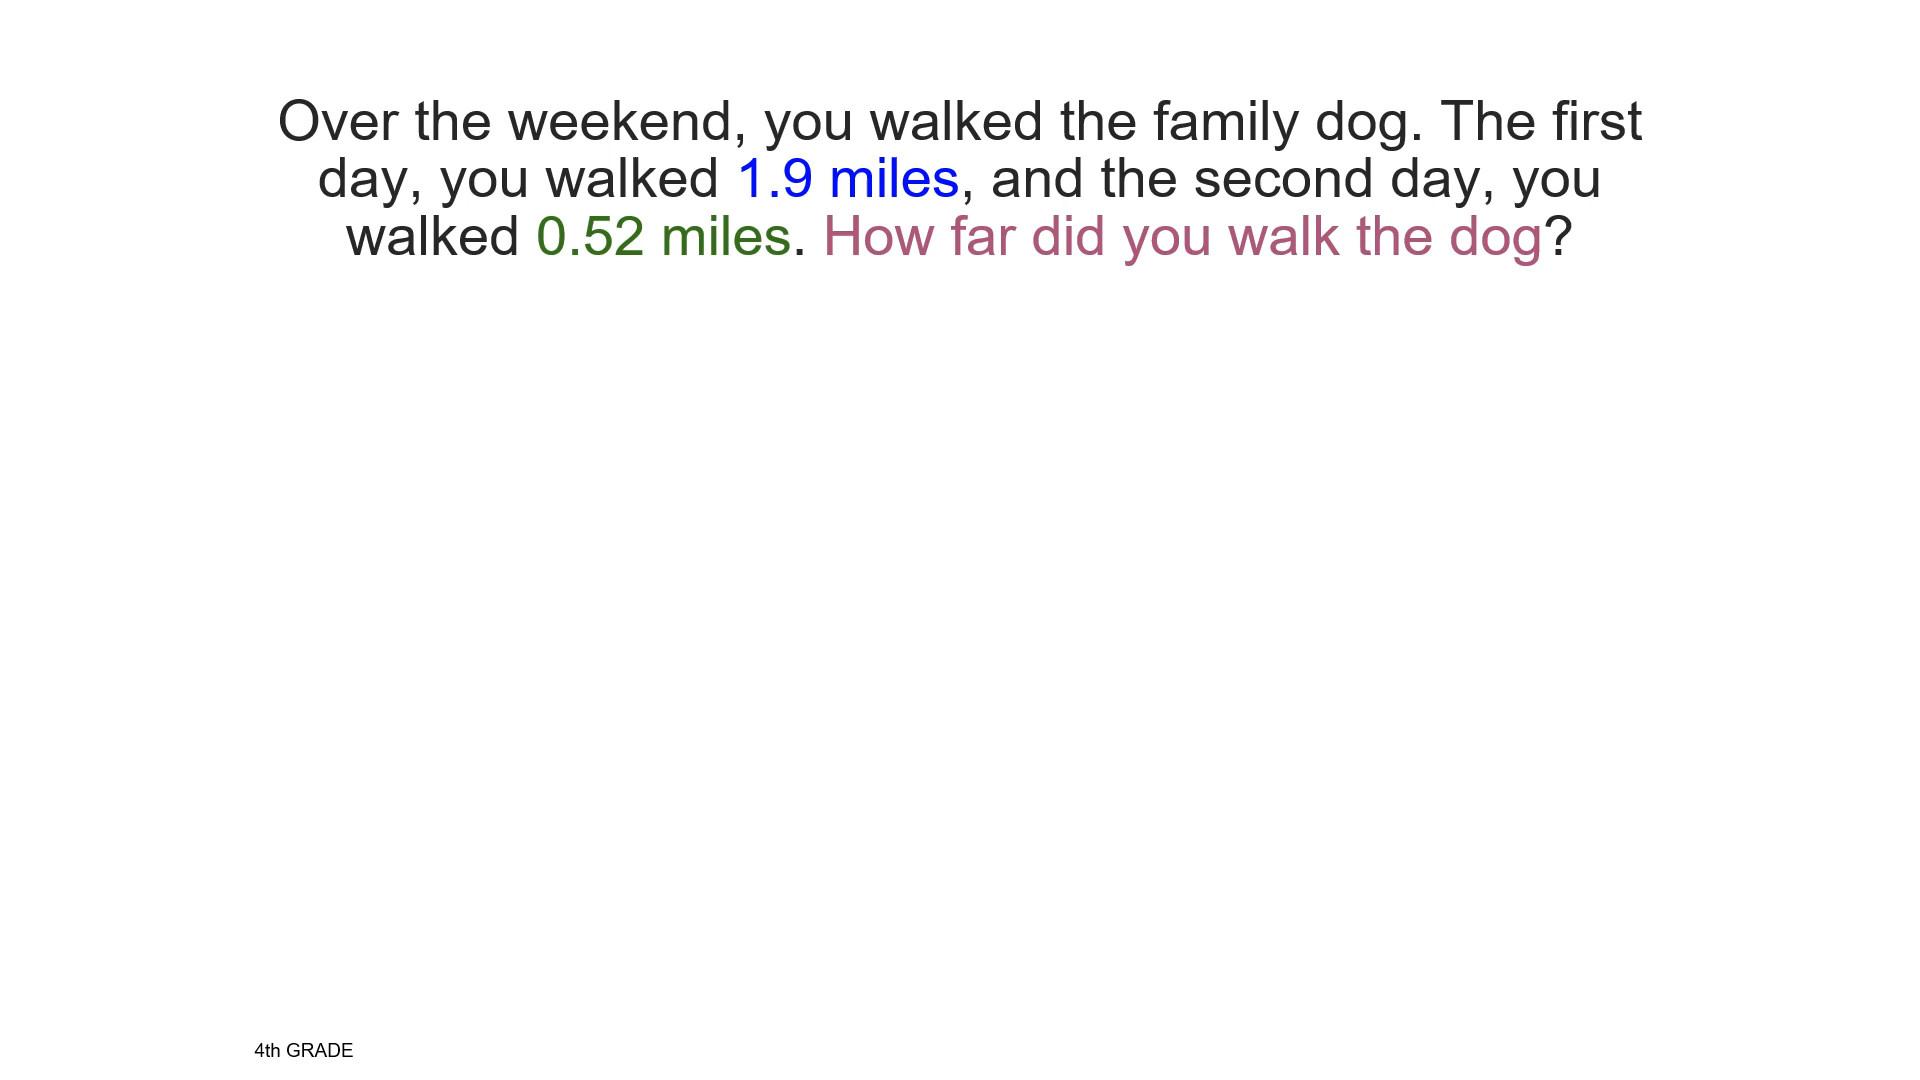 Over the weekend, you walked the family dog. The first
day, you walked 1.9 miles, and the second day, you
walked 0.52 miles. How far did you walk the dog?
4th GRADE